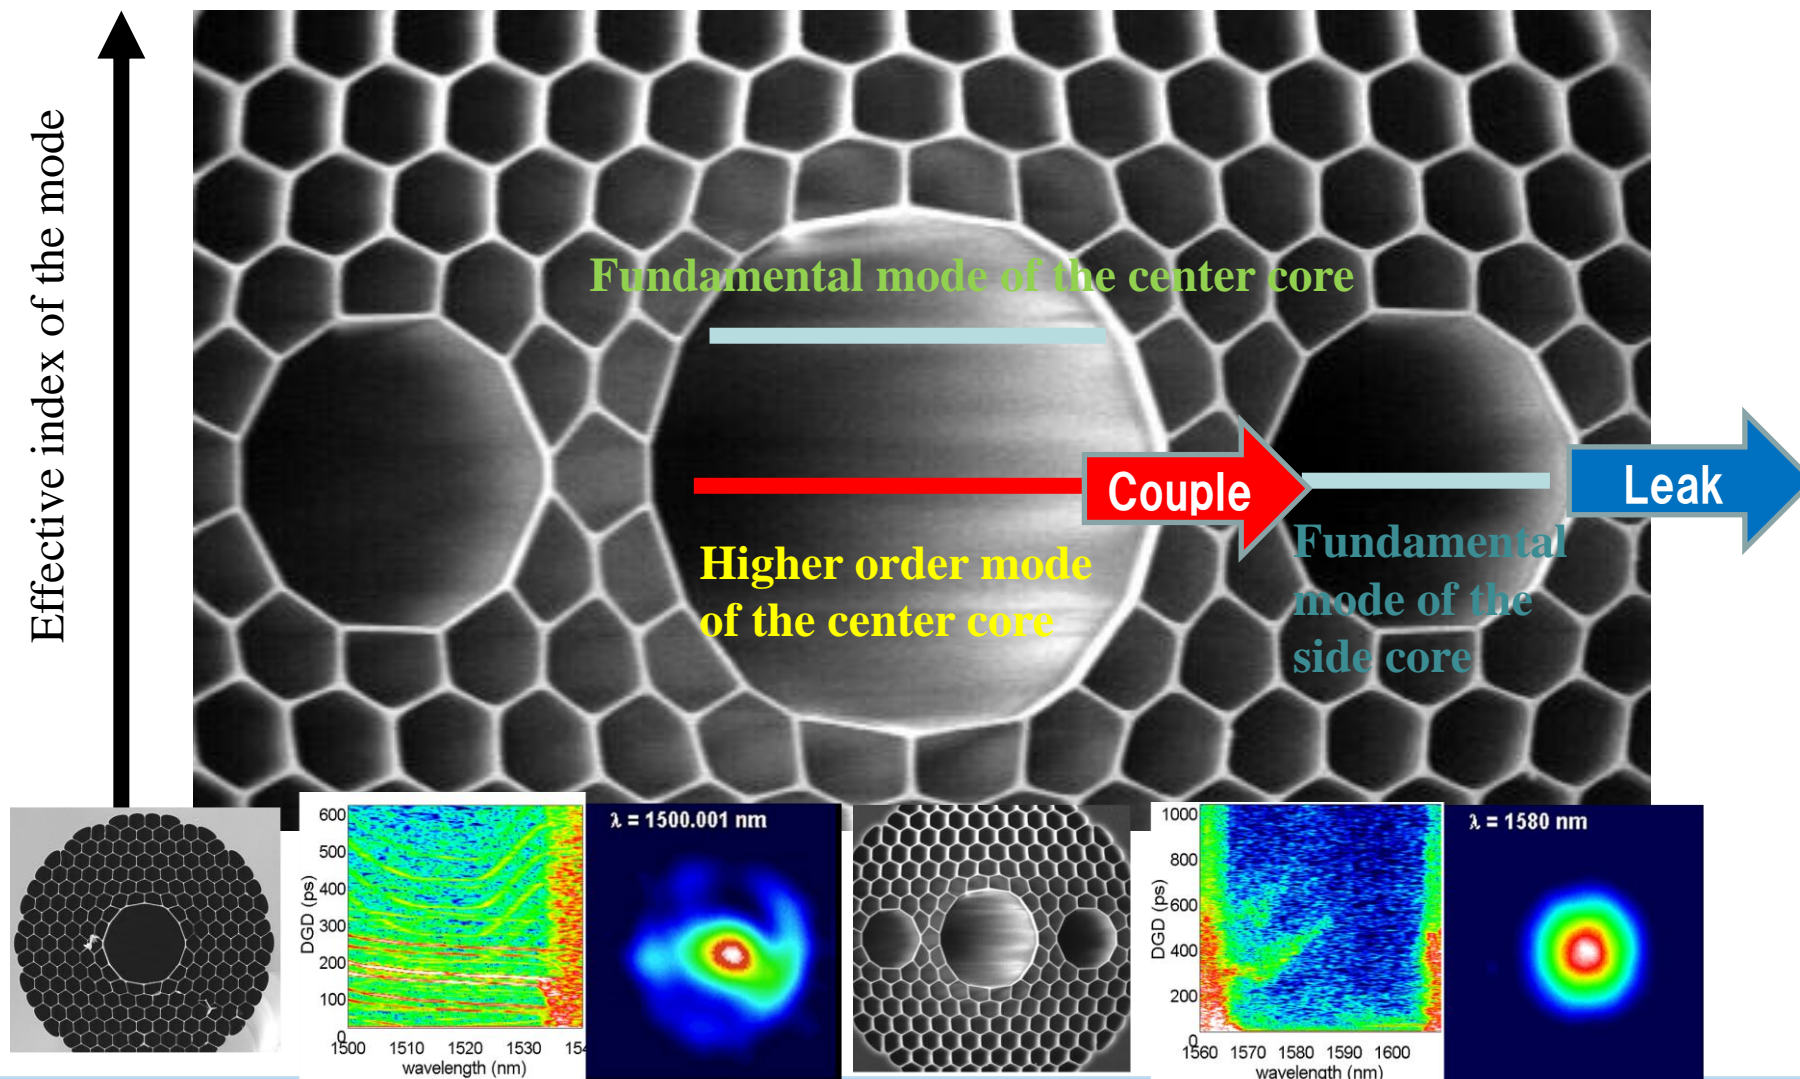 Effective index of the mode
Fundamental mode of the center core
Couple
Leak
Higher order mode
of the center core
Fundamental
mode of the
side core
600
500
400
300
200
100
0
DGD (ps)
1500 1510 1520 1530 154
wavelength (nm)
λ = 1500.001 nm
1000
800
600
400
200
0
DGD (ps)
1560 1570 1580 1590 1600
wavelength (nm)
λ = 1580 nm